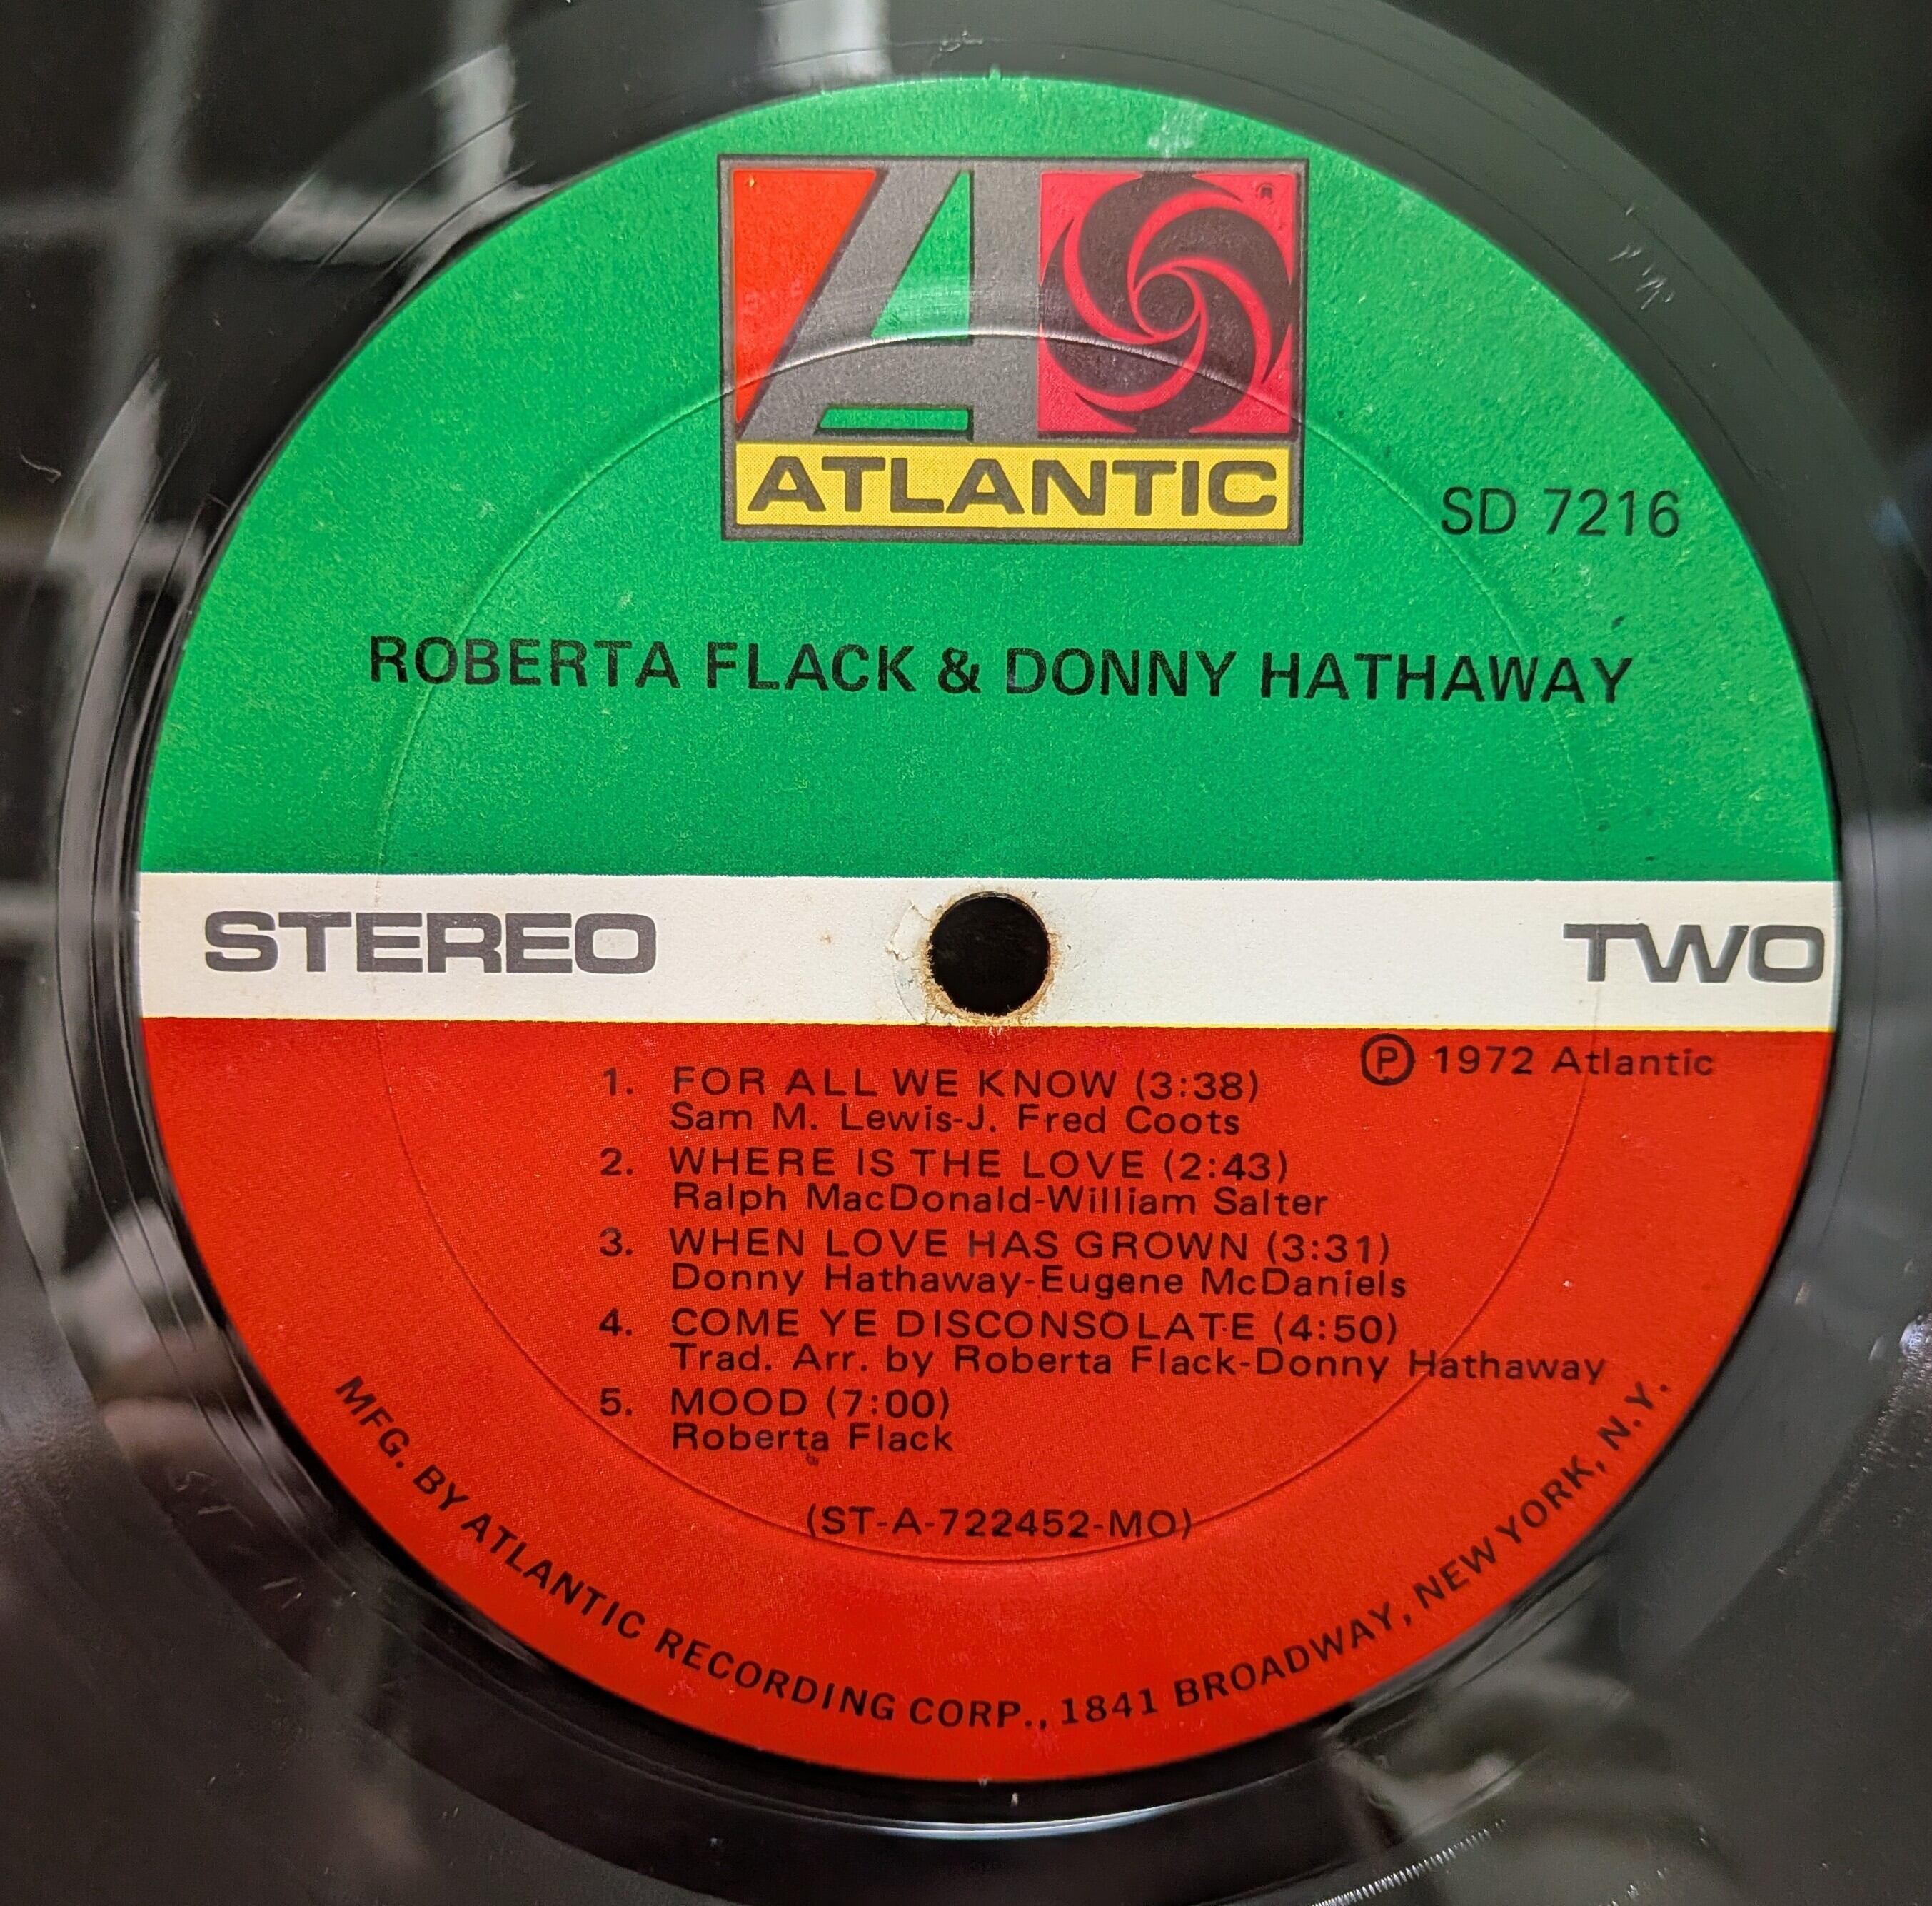 A
®
ATLANTIC
SD 7216
ROBERTA FLACK & DONNY HATHAWAY
STEREO
TWO
Ⓟ 1972 Atlantic
1. FOR ALL WE KNOW (3:38)
Sam M. Lewis-J. Fred Coots
2. WHERE IS THE LOVE (2:43)
Ralph MacDonald-William Salter
3. WHEN LOVE HAS GROWN (3:31)
Donny Hathaway-Eugene McDaniels
4. COME YE DISCONSOLATE (4:50)
Trad. Arr. by Roberta Flack-Donny Hathaway
5. MOOD (7:00)
Roberta Flack
(ST-A-722452-MO)
MFG. BY ATLANTIC RECORDING CORP., 1841 BROADWAY, NEW YORK, N.Y.